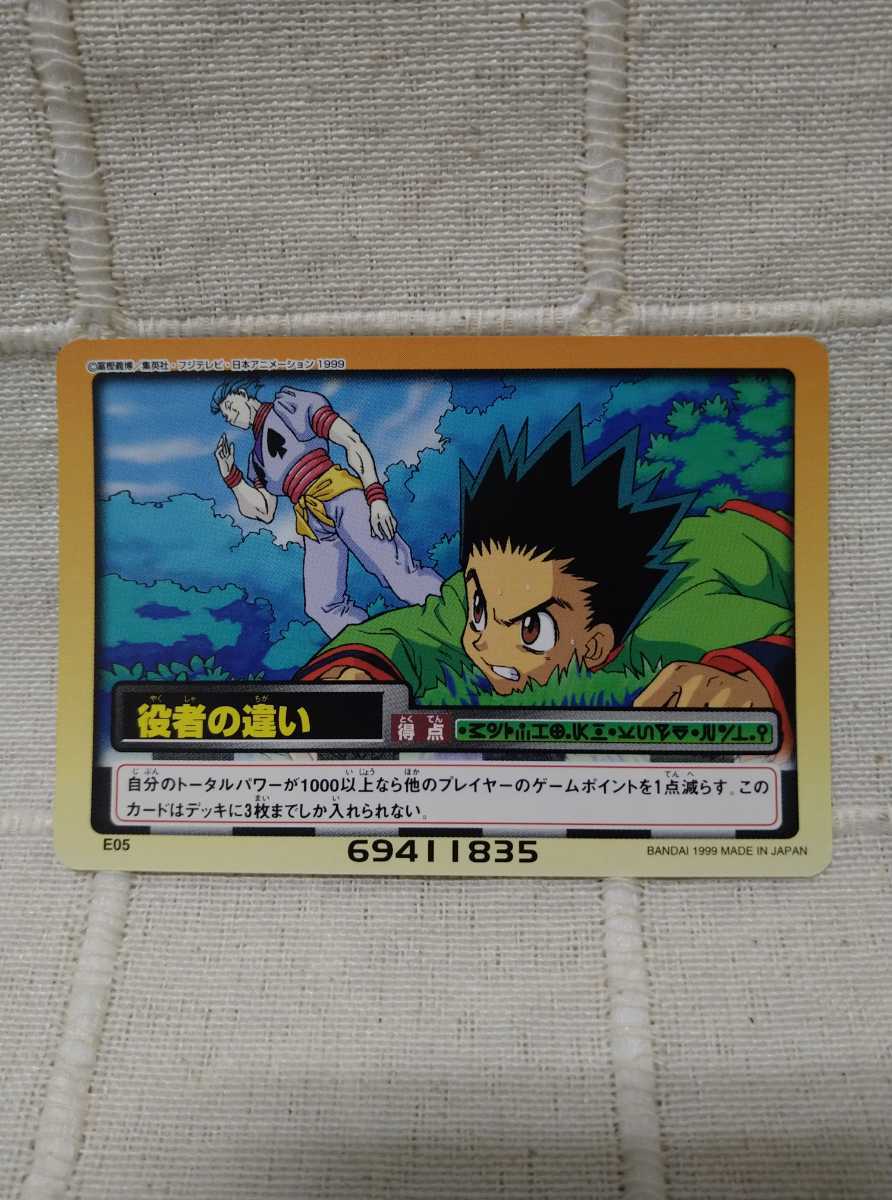 ©冨樫義博／集英社・フジテレビ・日本アニメーション 1999
役者の違い
得点
自分のトータルパワーが1000以上なら他のプレイヤーのゲームポイントを1点減らす。この
カードはデッキに3枚までしか入れられない。
E05
69411835
BANDAI 1999 MADE IN JAPAN